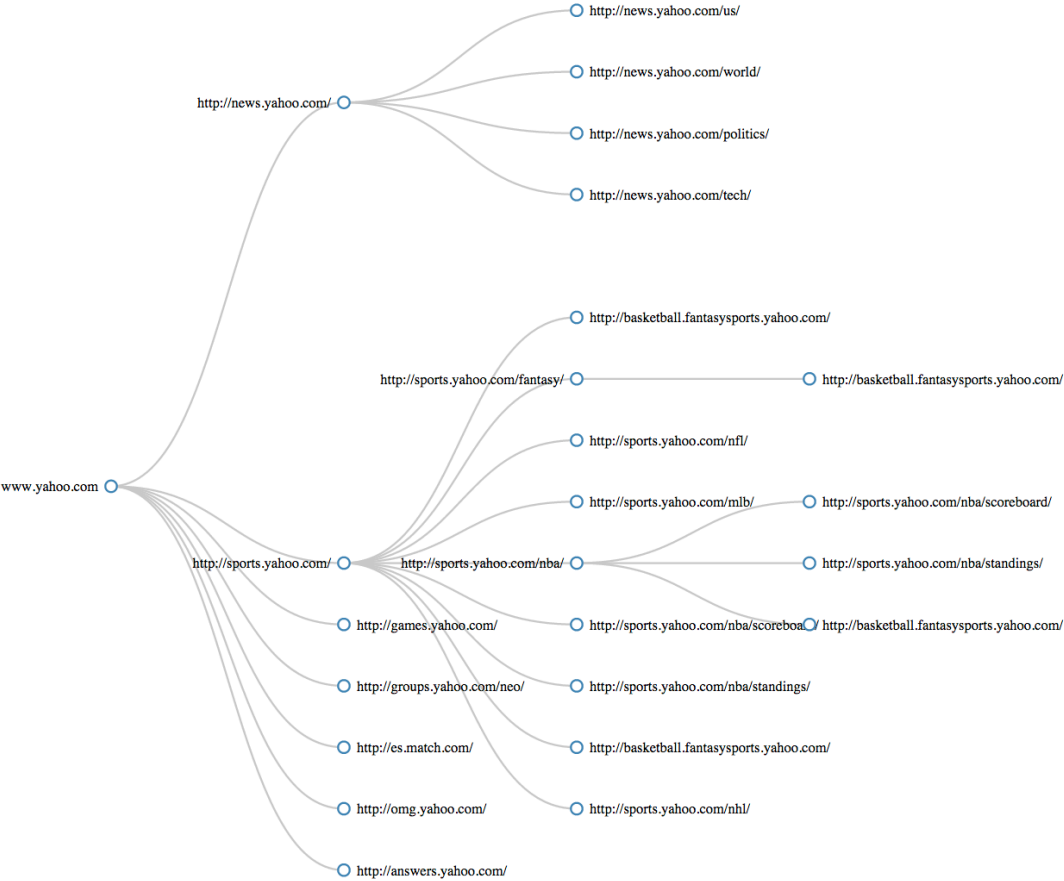 http://news.yahoo.com/us/
http://news.yahoo.com/world/
http://news.yahoo.com/
http://news.yahoo.com/politics/
http://news.yahoo.com/tech/
http://basketball.fantasysports.yahoo.com/
http://sports.yahoo.com/fantasy/
http://basketball.fantasysports.yahoo.com/
http://sports.yahoo.com/nfl/
www.yahoo.com
http://sports.yahoo.com/mlb/
http://sports.yahoo.com/nba/scoreboard/
http://sports.yahoo.com/
http://sports.yahoo.com/nba/
http://sports.yahoo.com/nba/standings/
http://games.yahoo.com/
http://sports.yahoo.com/nba/scoreboard/
http://basketball.fantasysports.yahoo.com/
http://groups.yahoo.com/neo/
http://sports.yahoo.com/nba/standings/
http://es.match.com/
http://basketball.fantasysports.yahoo.com/
http://omg.yahoo.com/
http://sports.yahoo.com/nhl/
http://answers.yahoo.com/